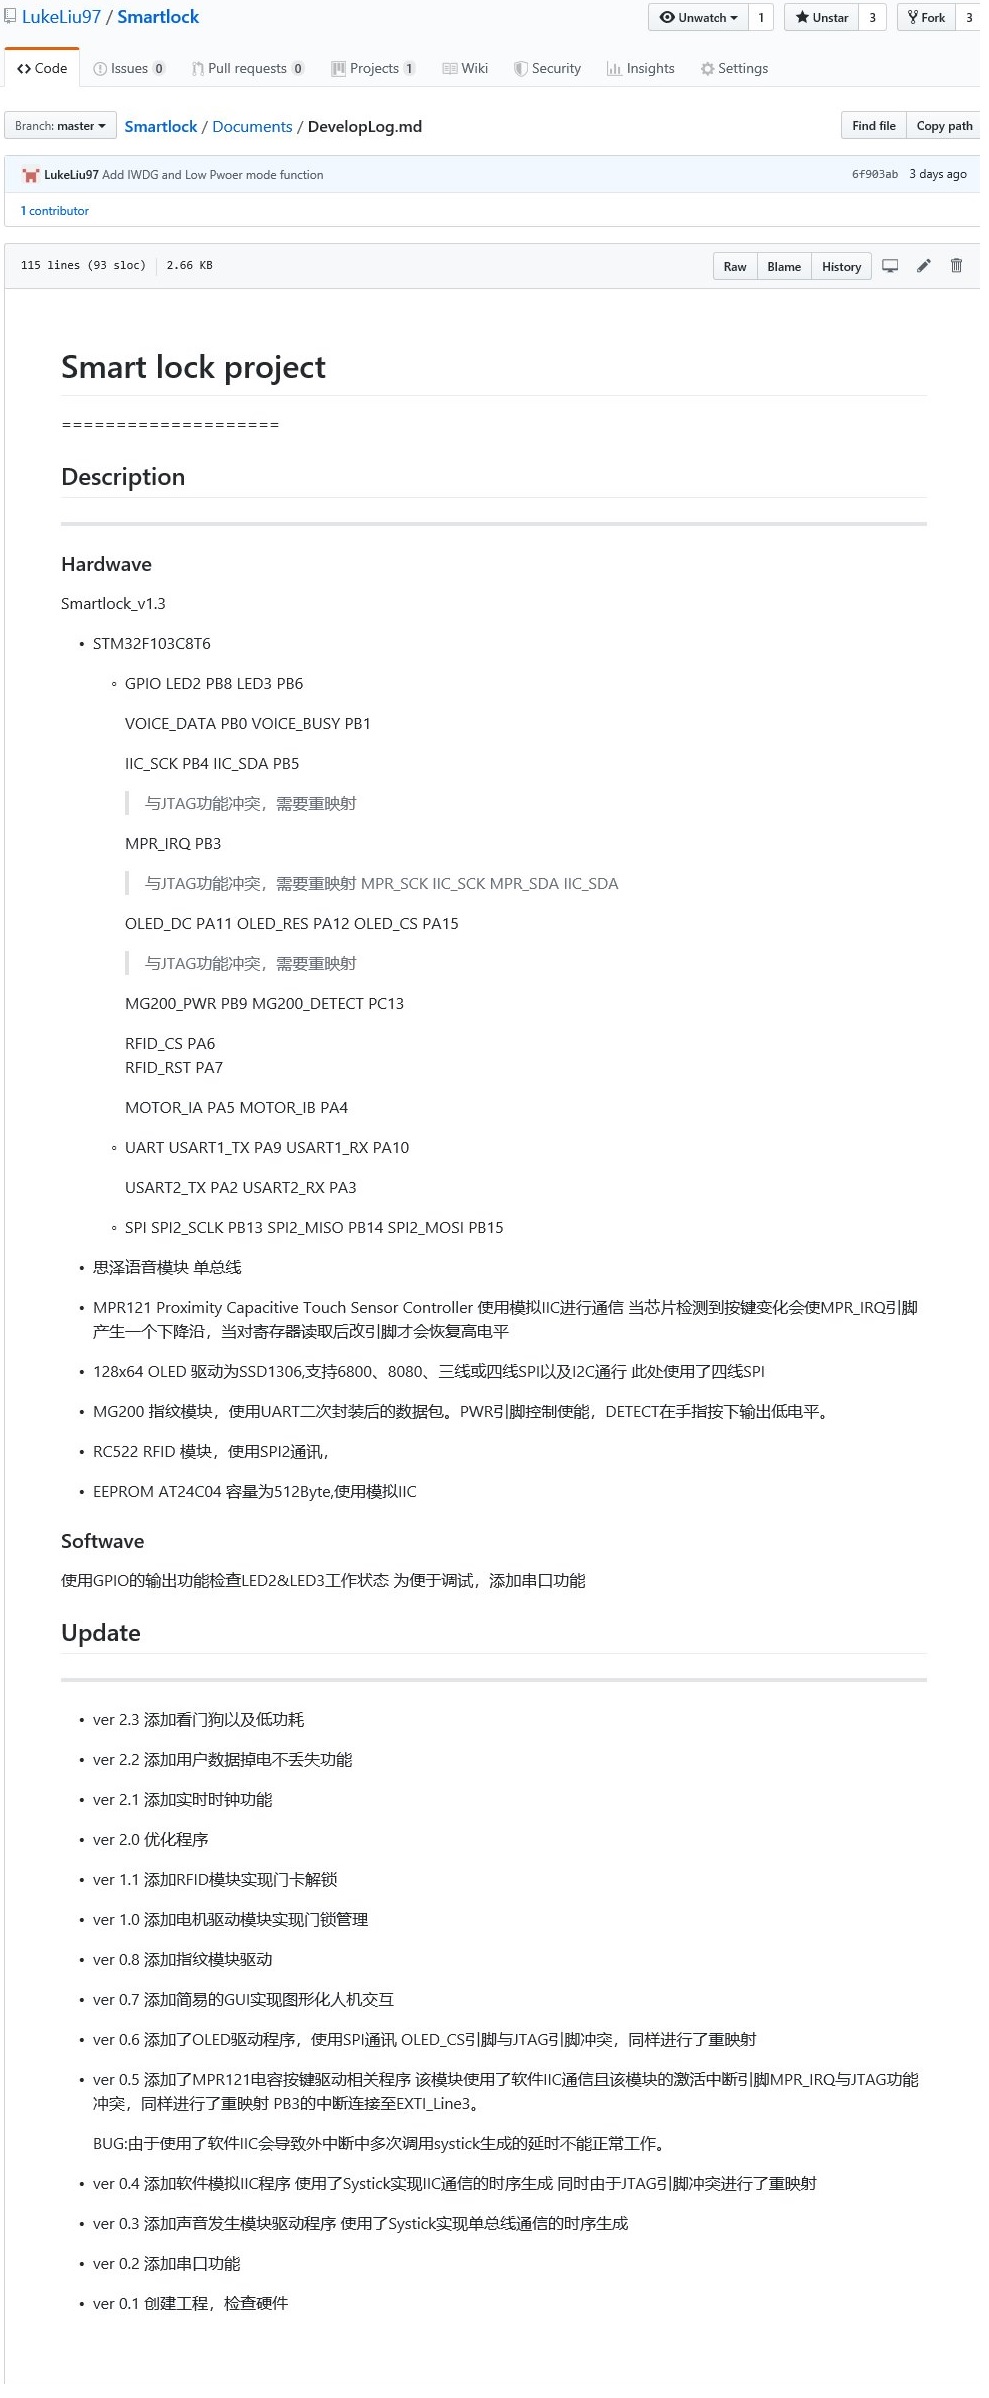 LukeLiu97 / Smartlock
Unwatch 1 Unstar 3 Fork 3
Code Issues 0 Pull requests 0 Projects 1 Wiki Security Insights Settings
Branch: master Smartlock / Documents / DevelopLog.md Find file Copy path
LukeLiu97 Add IWDG and Low Pwoer mode function 6f903ab 3 days ago
1 contributor
115 lines (93 sloc) 2.66 KB Raw Blame History
Smart lock project
====================
Description
Hardwave
Smartlock_v1.3
• STM32F103C8T6
◦ GPIO LED2 PB8 LED3 PB6
VOICE_DATA PB0 VOICE_BUSY PB1
IIC_SCK PB4 IIC_SDA PB5
与JTAG功能冲突，需要重映射
MPR_IRQ PB3
与JTAG功能冲突，需要重映射 MPR_SCK IIC_SCK MPR_SDA IIC_SDA
OLED_DC PA11 OLED_RES PA12 OLED_CS PA15
与JTAG功能冲突，需要重映射
MG200_PWR PB9 MG200_DETECT PC13
RFID_CS PA6
RFID_RST PA7
MOTOR_IA PA5 MOTOR_IB PA4
◦ UART USART1_TX PA9 USART1_RX PA10
USART2_TX PA2 USART2_RX PA3
◦ SPI SPI2_SCLK PB13 SPI2_MISO PB14 SPI2_MOSI PB15
• 思泽语音模块 单总线
• MPR121 Proximity Capacitive Touch Sensor Controller 使用模拟IIC进行通信 当芯片检测到按键变化会使MPR_IRQ引脚
产生一个下降沿，当对寄存器读取后改引脚才会恢复高电平
• 128x64 OLED 驱动为SSD1306,支持6800、8080、三线或四线SPI以及I2C通行 此处使用了四线SPI
• MG200 指纹模块，使用UART二次封装后的数据包。PWR引脚控制使能，DETECT在手指按下输出低电平。
• RC522 RFID 模块，使用SPI2通讯，
• EEPROM AT24C04 容量为512Byte,使用模拟IIC
Softwave
使用GPIO的输出功能检查LED2&LED3工作状态 为便于调试，添加串口功能
Update
• ver 2.3 添加看门狗以及低功耗
• ver 2.2 添加用户数据掉电不丢失功能
• ver 2.1 添加实时时钟功能
• ver 2.0 优化程序
• ver 1.1 添加RFID模块实现门卡解锁
• ver 1.0 添加电机驱动模块实现门锁管理
• ver 0.8 添加指纹模块驱动
• ver 0.7 添加简易的GUI实现图形化人机交互
• ver 0.6 添加了OLED驱动程序，使用SPI通讯 OLED_CS引脚与JTAG引脚冲突，同样进行了重映射
• ver 0.5 添加了MPR121电容按键驱动相关程序 该模块使用了软件IIC通信且该模块的激活中断引脚MPR_IRQ与JTAG功能
冲突，同样进行了重映射 PB3的中断连接至EXTI_Line3。
BUG:由于使用了软件IIC会导致外中断中多次调用systick生成的延时不能正常工作。
• ver 0.4 添加软件模拟IIC程序 使用了Systick实现IIC通信的时序生成 同时由于JTAG引脚冲突进行了重映射
• ver 0.3 添加声音发生模块驱动程序 使用了Systick实现单总线通信的时序生成
• ver 0.2 添加串口功能
• ver 0.1 创建工程，检查硬件